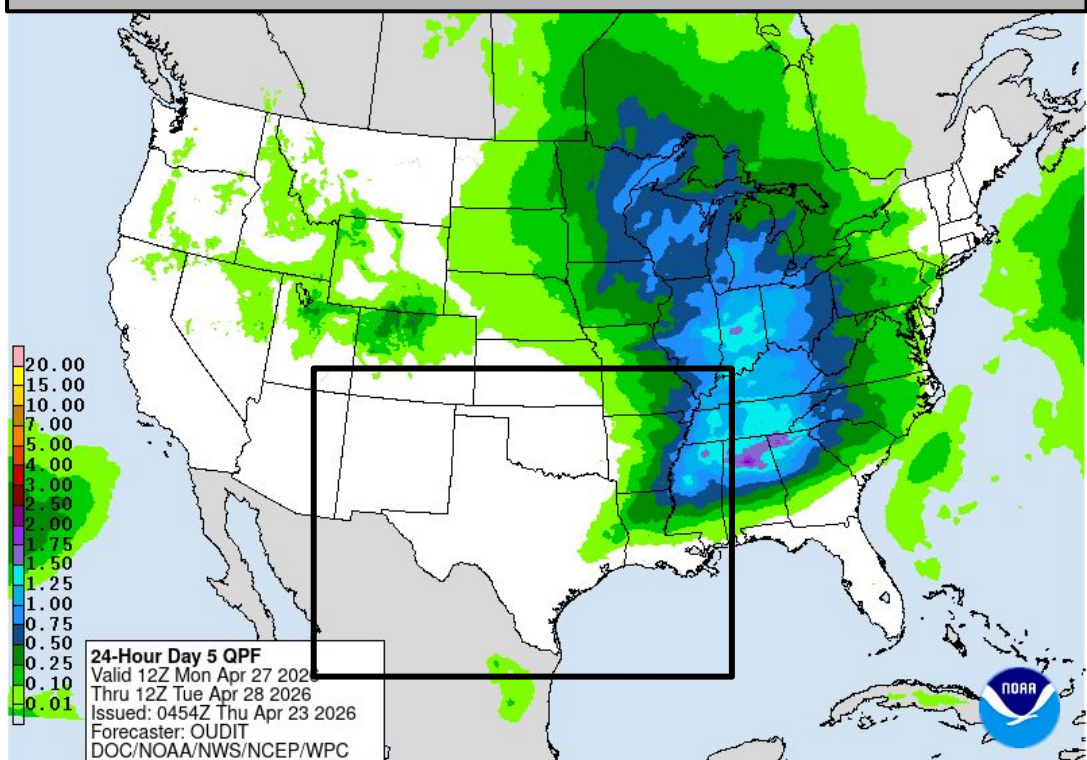 20.00
15.00
10.00
7.00
5.00
4.00
3.00
2.50
2.00
1.75
1.50
1.25
1.00
0.75
0.50
0.25
0.10
0.01
24-Hour Day 5 QPF
Valid 12Z Mon Apr 27 2026
Thru 12Z Tue Apr 28 2026
Issued: 0454Z Thu Apr 23 2026
Forecaster: OUDIT
DOC/NOAA/NWS/NCEP/WPC
NOAA